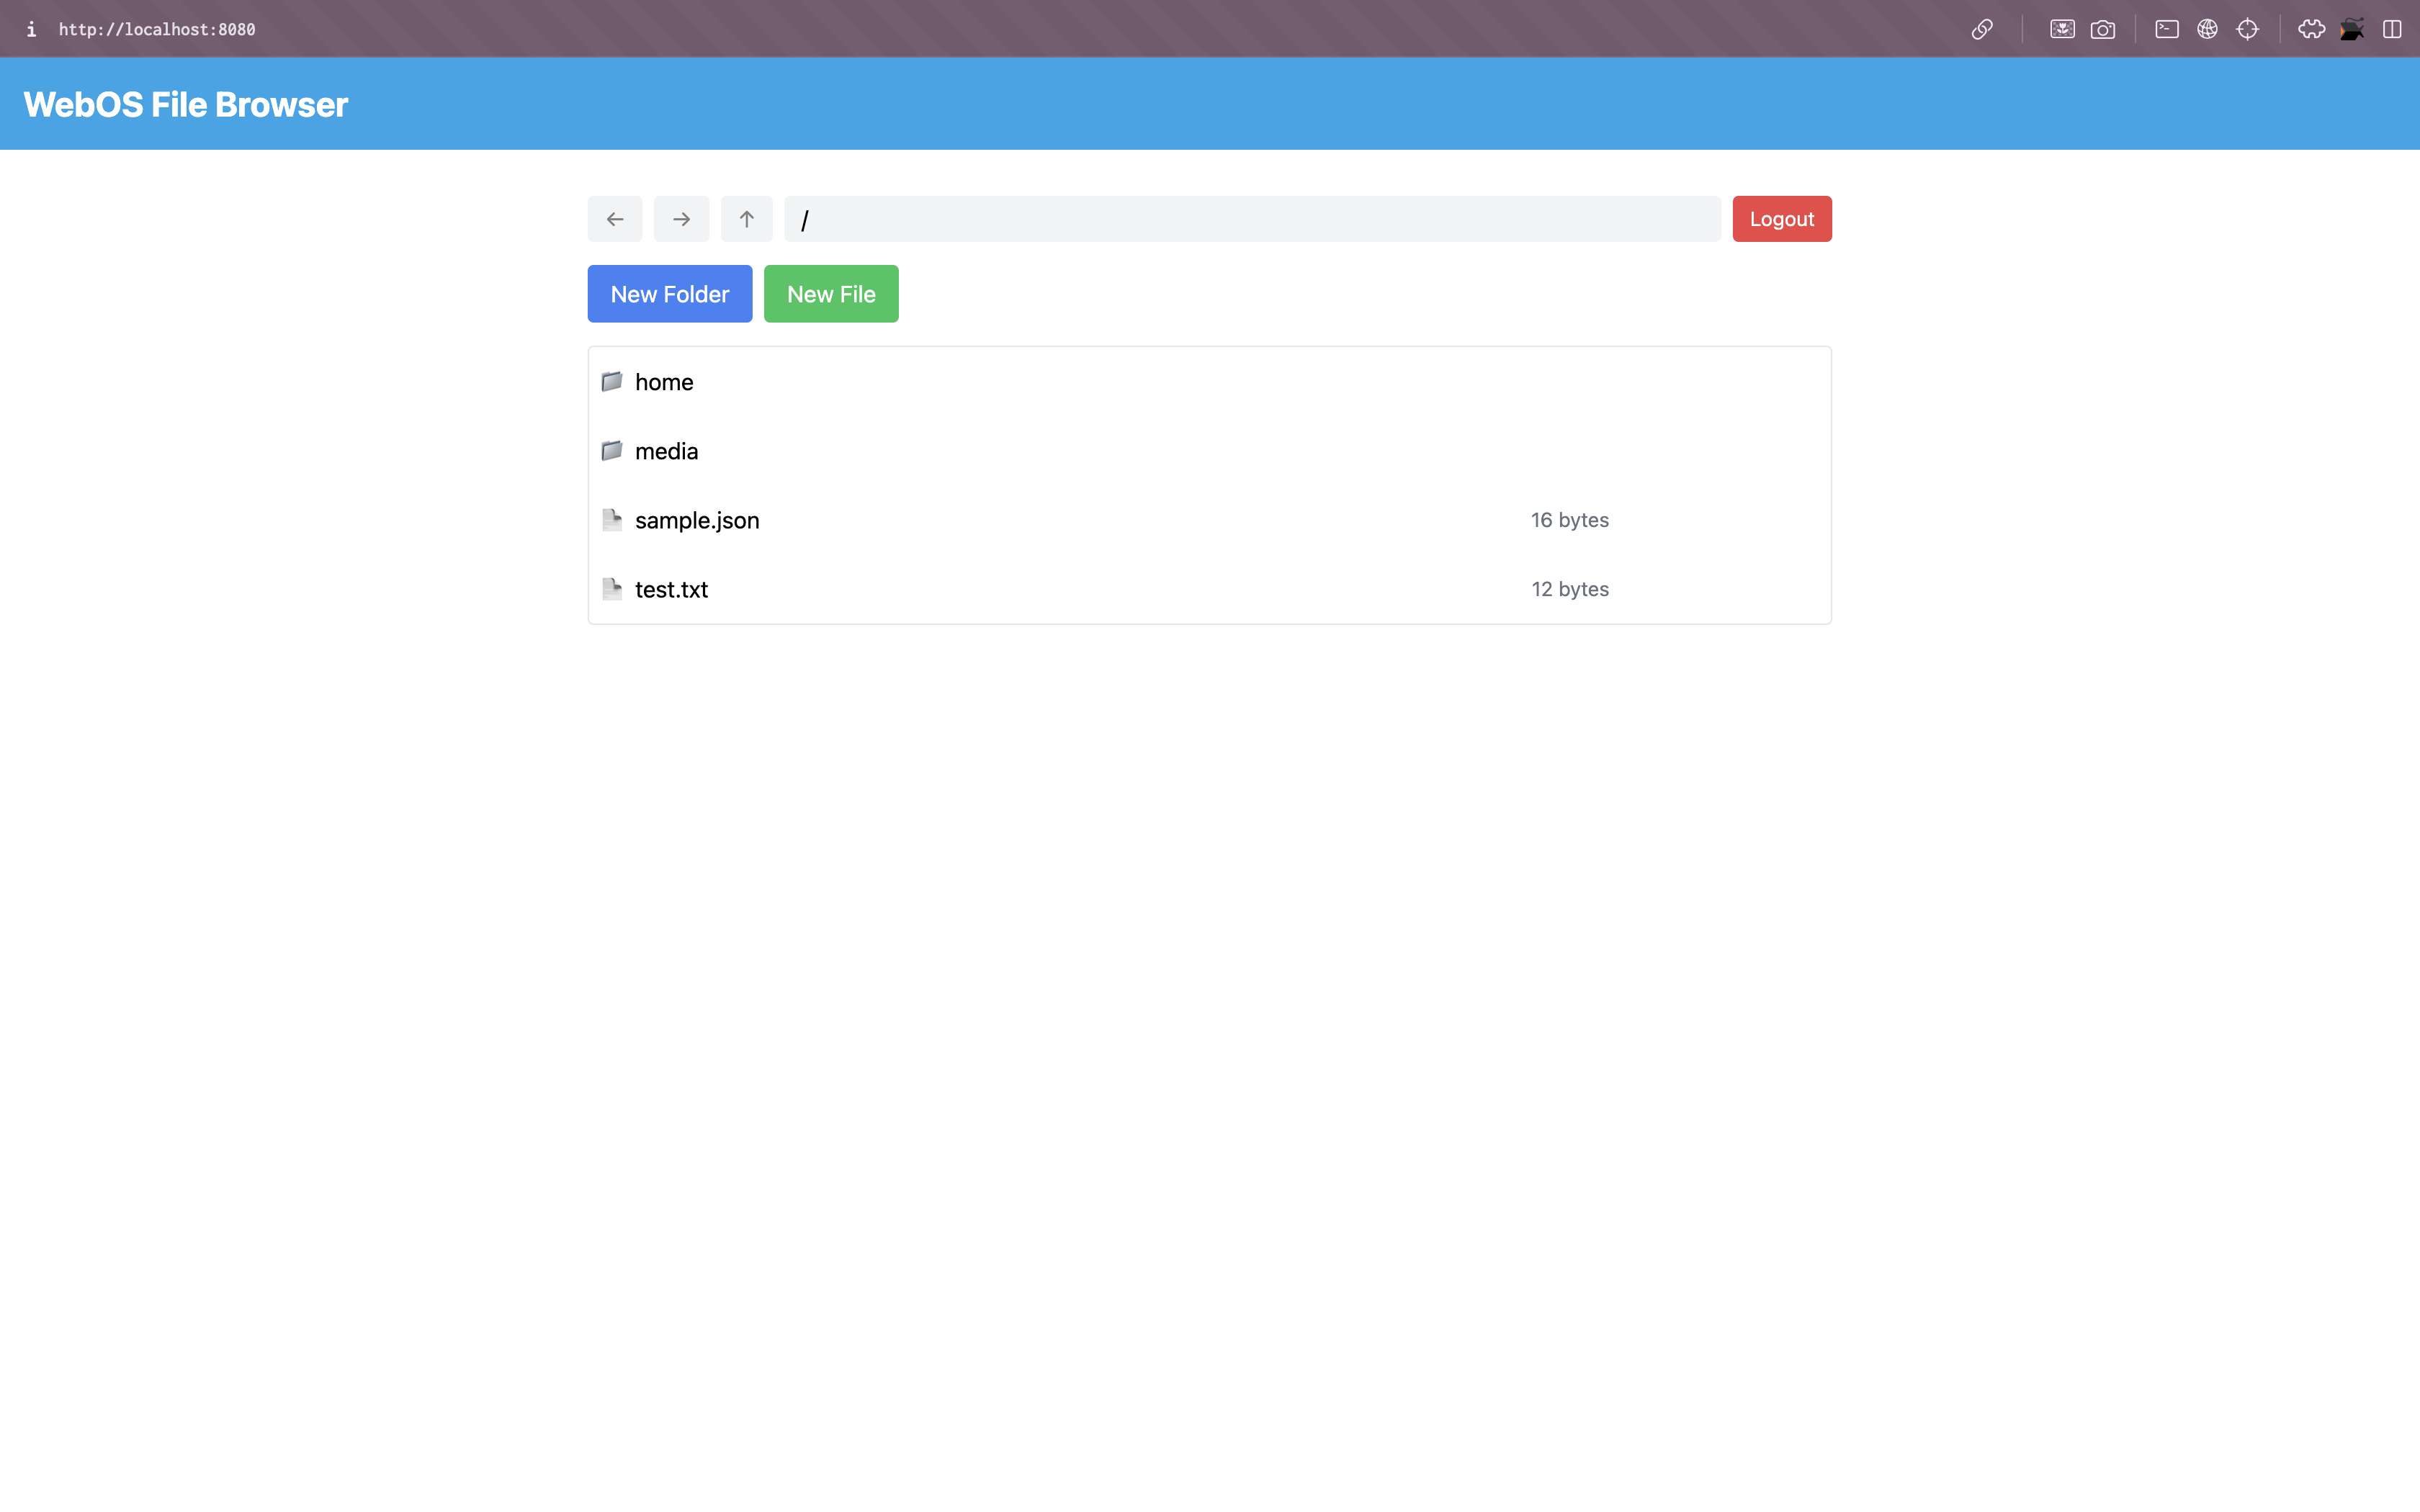 http://localhost:8080
WebOS File Browser
/
Logout
New Folder
New File
home
media
sample.json
16 bytes
test.txt
12 bytes